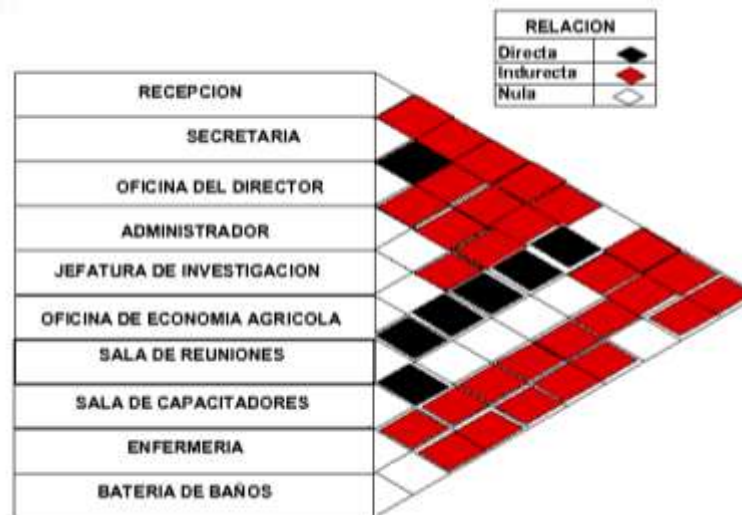 RELACION
Directa
Indurecta
Nula
RECEPCION
SECRETARIA
OFICINA DEL DIRECTOR
ADMINISTRADOR
JEFATURA DE INVESTIGACION
OFICINA DE ECONOMIA AGRICOLA
SALA DE REUNIONES
SALA DE CAPACITADORES
ENFERMERIA
BATERIA DE BAÑOS